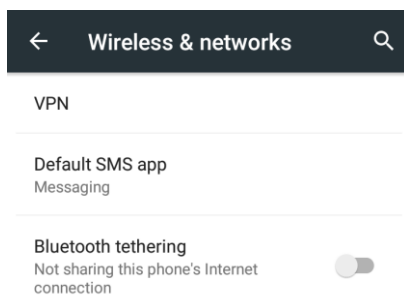 Wireless & networks
VPN
Default SMS app
Messaging
Bluetooth tethering
Not sharing this phone's Internet
connection